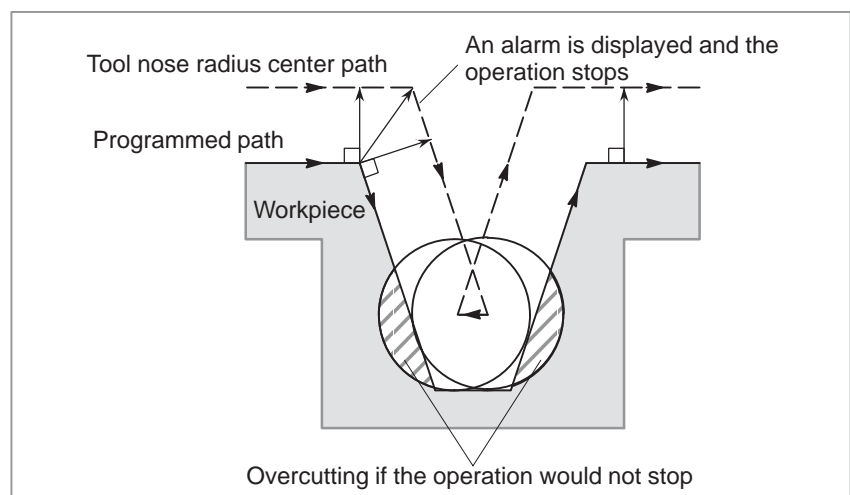 An alarm is displayed and the
operation stops
Tool nose radius center path
Programmed path
Workpiece
Overcutting if the operation would not stop